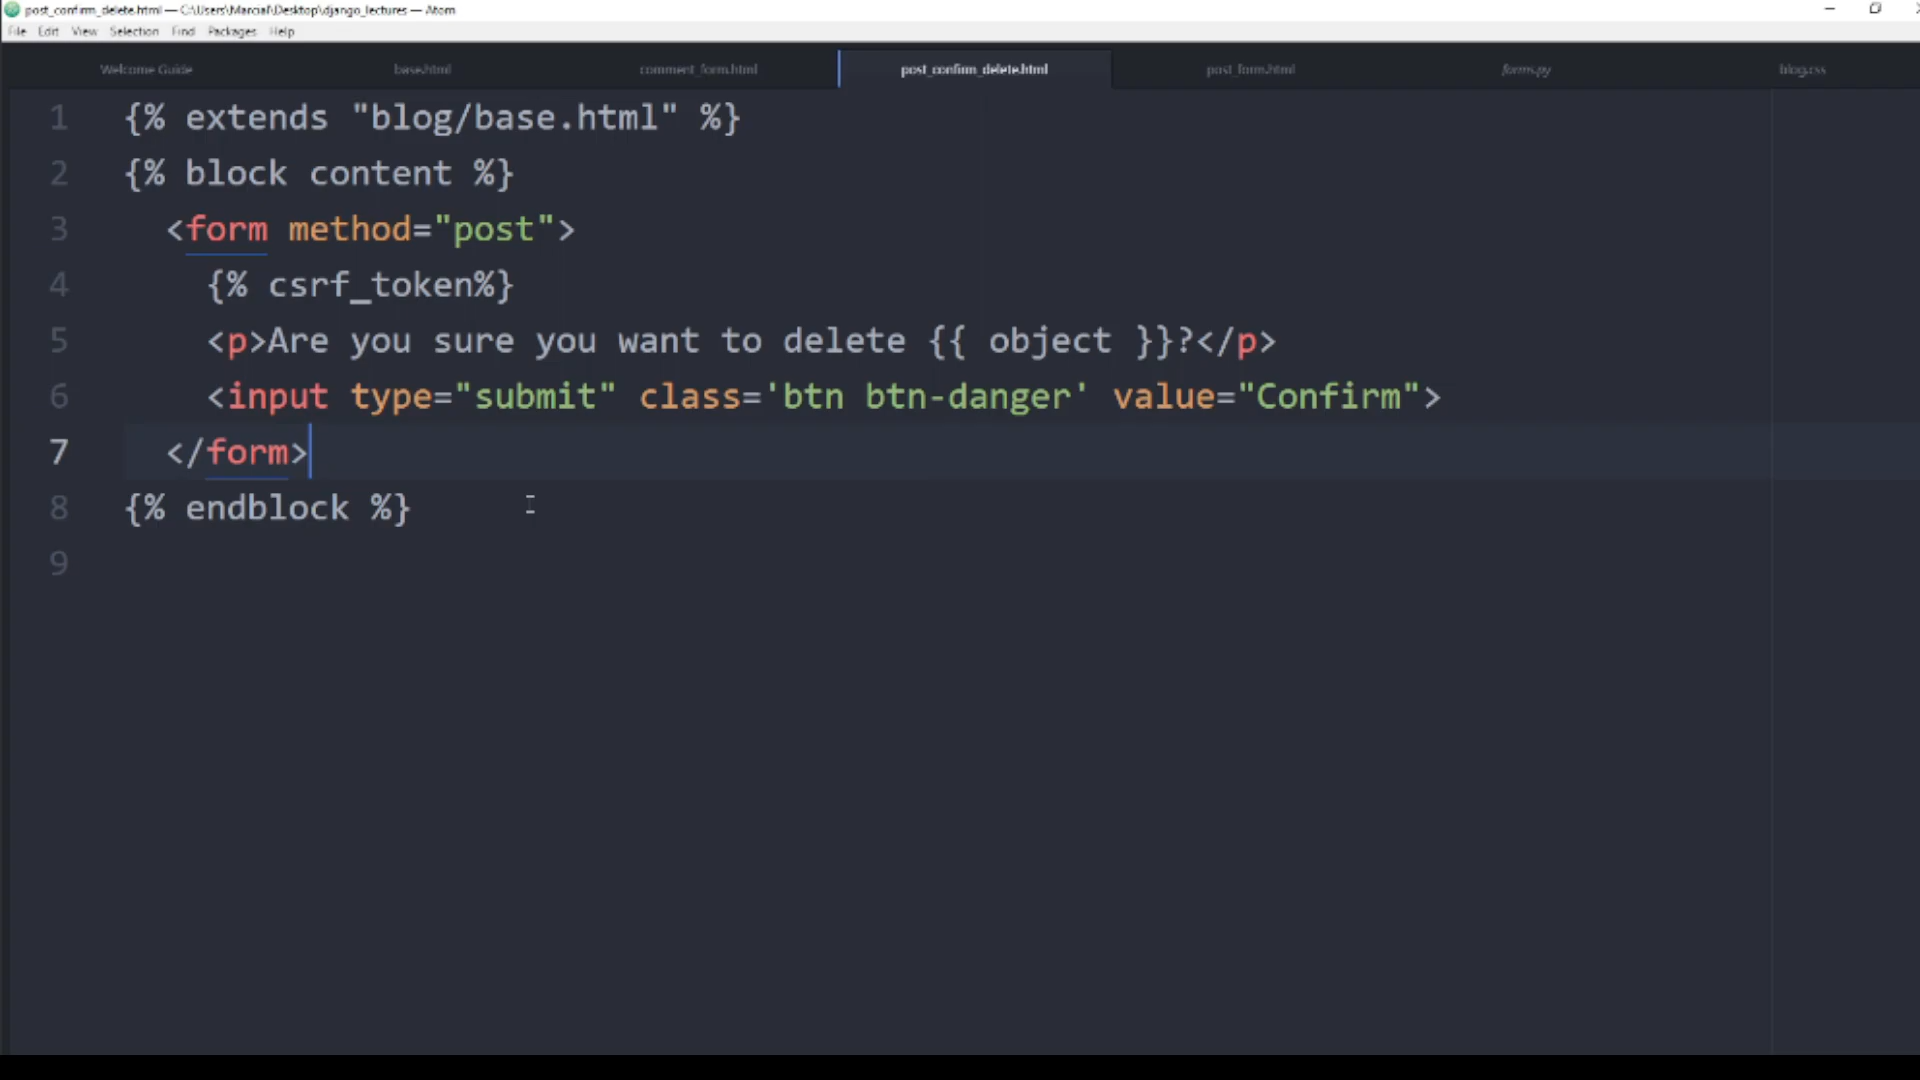 post_confirm_delete.html — C:\Users\Marcial\Desktop\django_lectures — Atom
File Edit View Selection Find Packages Help
Welcome Guide base.html comment_form.html post_confirm_delete.html post_form.html forms.py blog.css
1 {% extends "blog/base.html" %}
2 {% block content %}
3 <form method="post">
4 {% csrf_token%}
5 <p>Are you sure you want to delete {{ object }}?</p>
6 <input type="submit" class='btn btn-danger' value="Confirm">
7 </form>
8 {% endblock %}
9